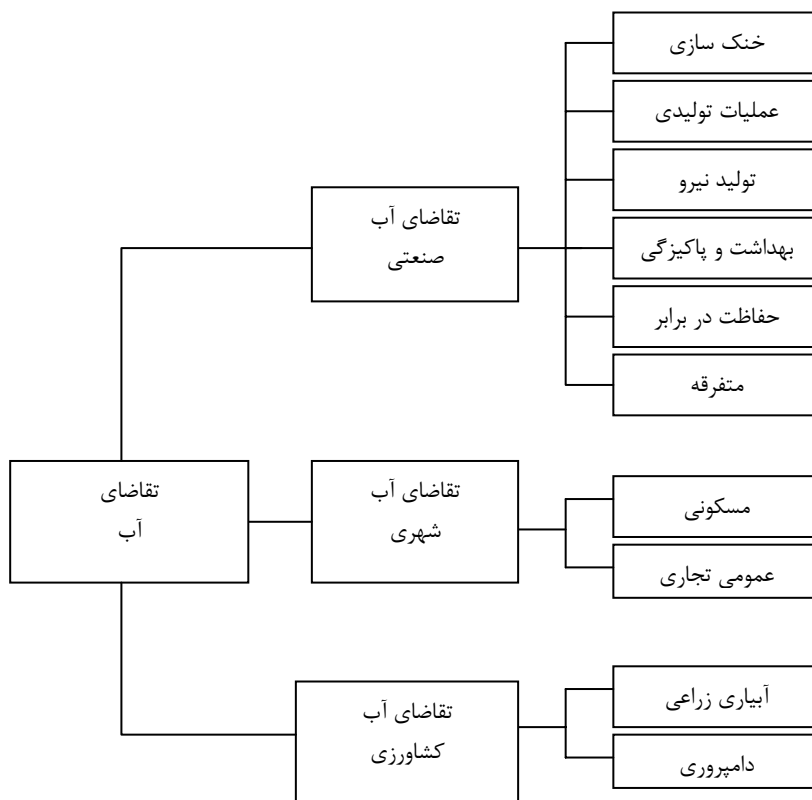 خنک سازی
عملیات تولیدی
تولید نیرو
بهداشت و پاکیزگی
حفاظت در برابر
متفرقه
تقاضای آب
صنعتی
تقاضای
آب
تقاضای آب
شهری
مسکونی
عمومی تجاری
تقاضای آب
کشاورزی
آبیاری زراعی
دامپروری